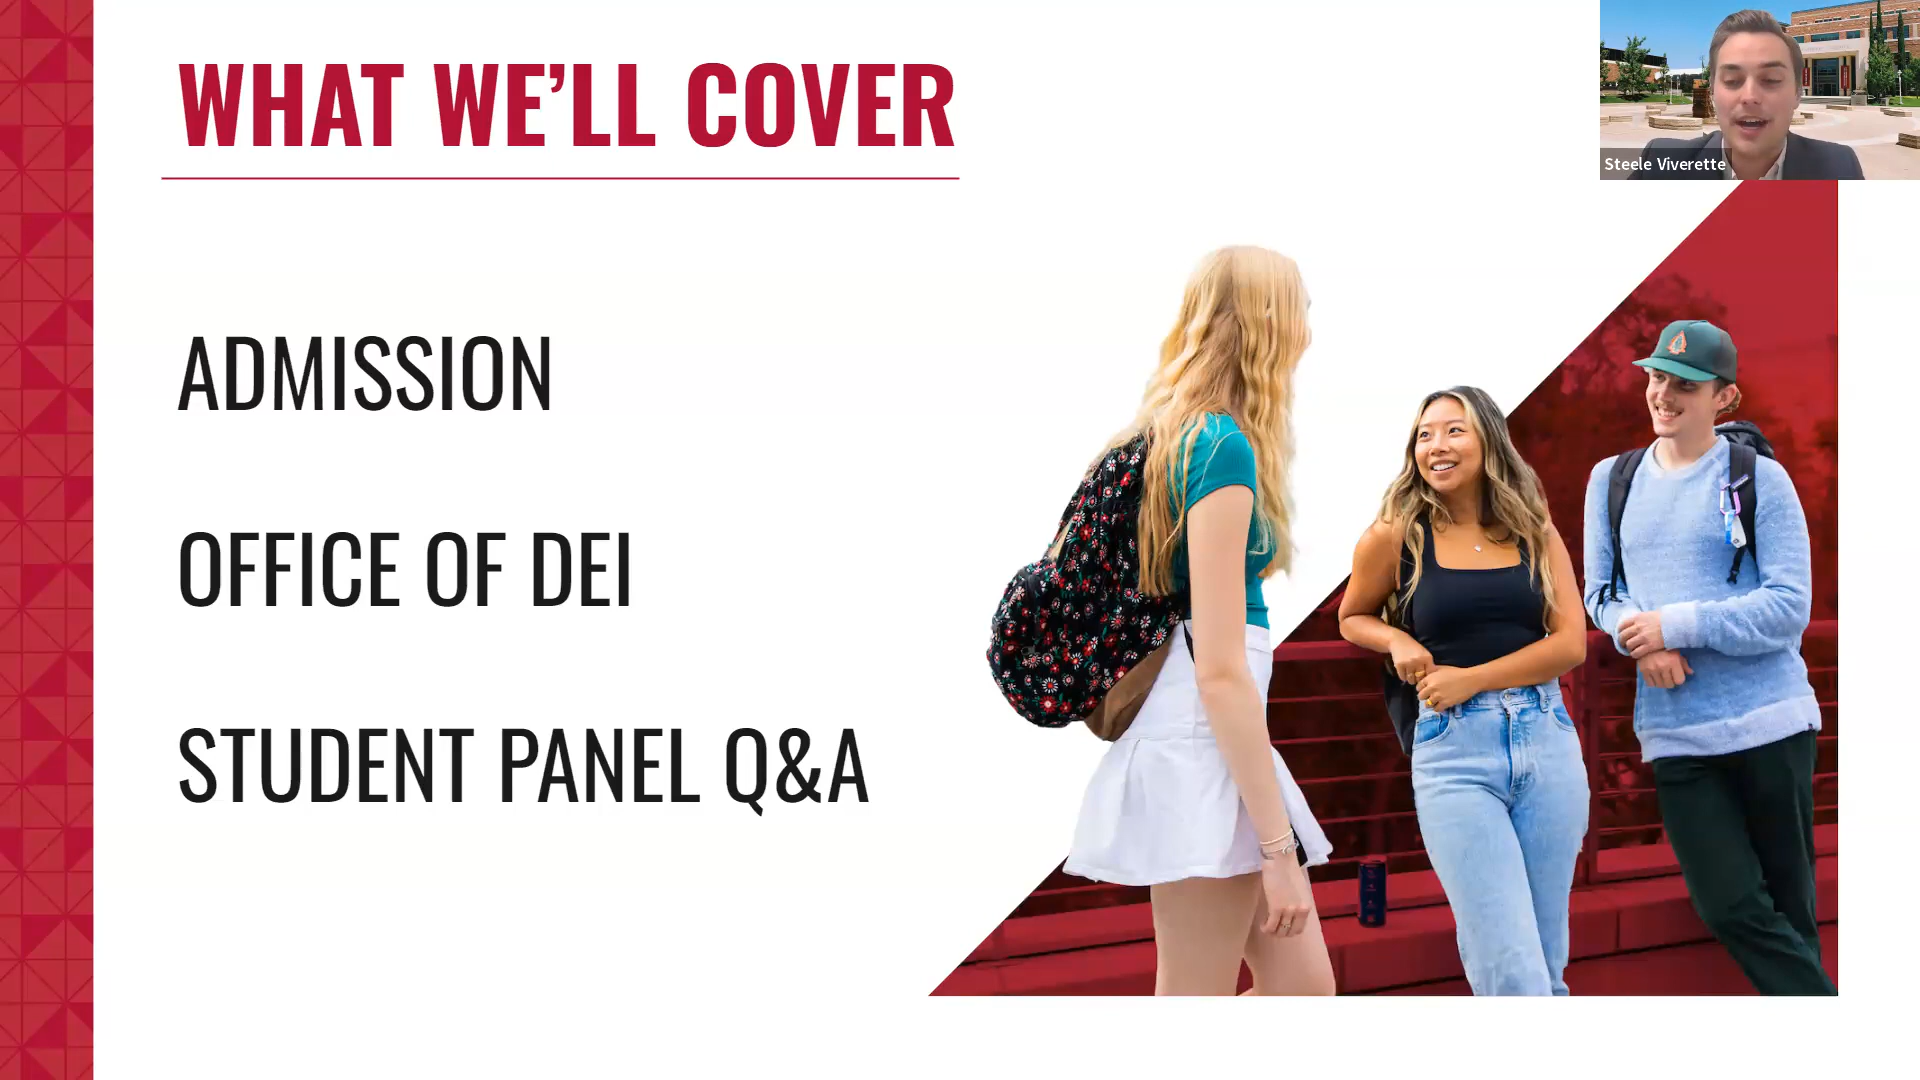 WHAT WE’LL COVER
Steele Viverette
ADMISSION
OFFICE OF DEI
STUDENT PANEL Q&A